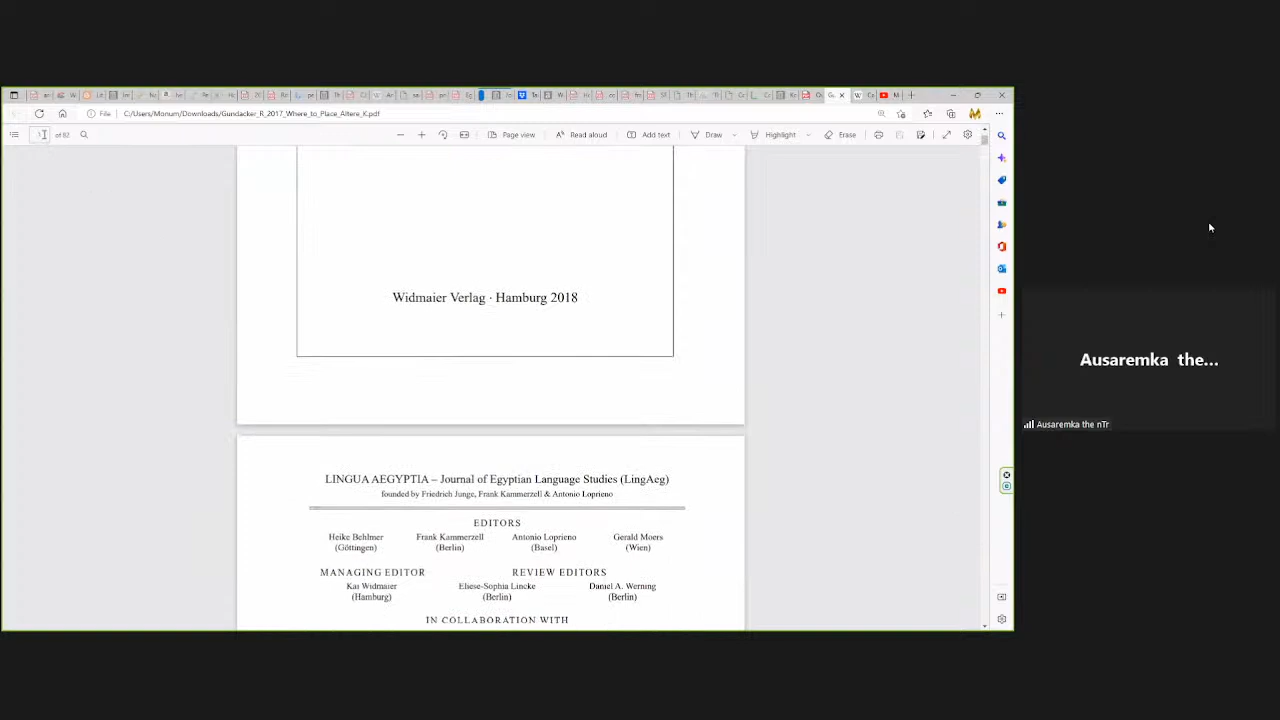 File
C:/Users/Monum/Downloads/Gundacker_R_2017_Where_to_Place_Altere_K.pdf
of 82
Page view
Read aloud
Add text
Draw
Highlight
Erase
Widmaier Verlag · Hamburg 2018
LINGUA AEGYPTIA – Journal of Egyptian Language Studies (LingAeg)
founded by Friedrich Junge, Frank Kammerzell & Antonio Loprieno
EDITORS
Heike Behlmer Frank Kammerzell Antonio Loprieno Gerald Moers
(Göttingen) (Berlin) (Basel) (Wien)
MANAGING EDITOR REVIEW EDITORS
Kai Widmaier Eliese-Sophia Lincke Daniel A. Werning
(Hamburg) (Berlin) (Berlin)
IN COLLABORATION WITH
Ausaremka the...
Ausaremka the nTr